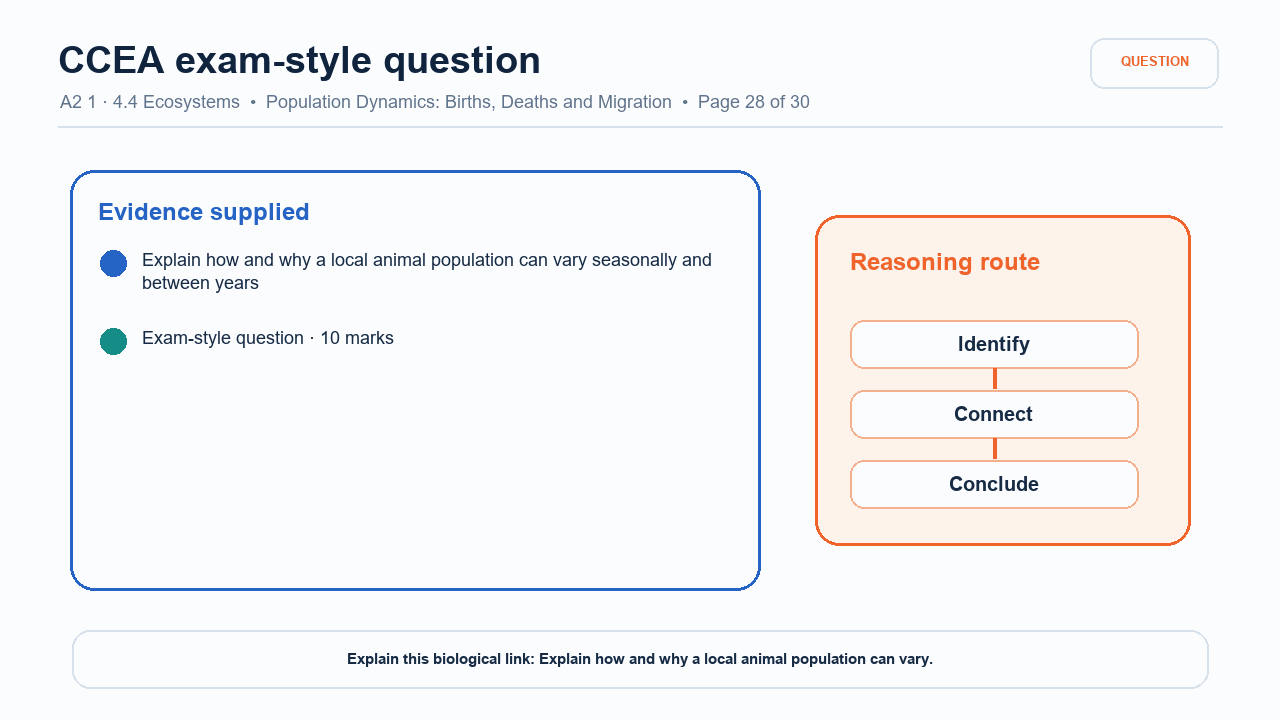 CCEA exam-style question
QUESTION
A2 1 · 4.4 Ecosystems • Population Dynamics: Births, Deaths and Migration • Page 28 of 30
Evidence supplied
Explain how and why a local animal population can vary seasonally and
between years
Exam-style question · 10 marks
Reasoning route
Identify
Connect
Conclude
Explain this biological link: Explain how and why a local animal population can vary.